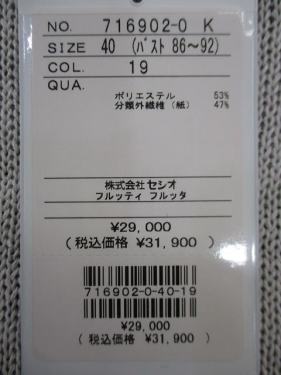 NO. 716902-0 K
SIZE 40 (ﾊﾞｽﾄ 86～92)
COL. 19
QUA.
ポリエステル 53%
分類外繊維（紙） 47%
株式会社セシオ
フルッティ フルッタ
¥29,000
(税込価格 ¥31,900 )
716902-0-40-19
¥29,000
(税込価格 ¥31,900 )